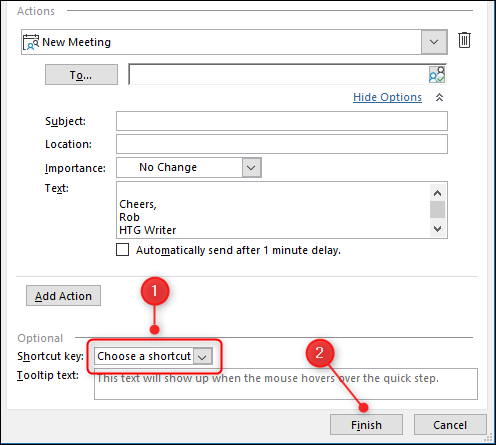 Actions
New Meeting
To...
Hide Options
Subject:
Location:
Importance: No Change
Text:
Cheers,
Rob
HTG Writer
Automatically send after 1 minute delay.
Add Action
1
Optional
Shortcut key: Choose a shortcut
Tooltip text: This text will show up when the mouse hovers over the quick step.
2
Finish Cancel